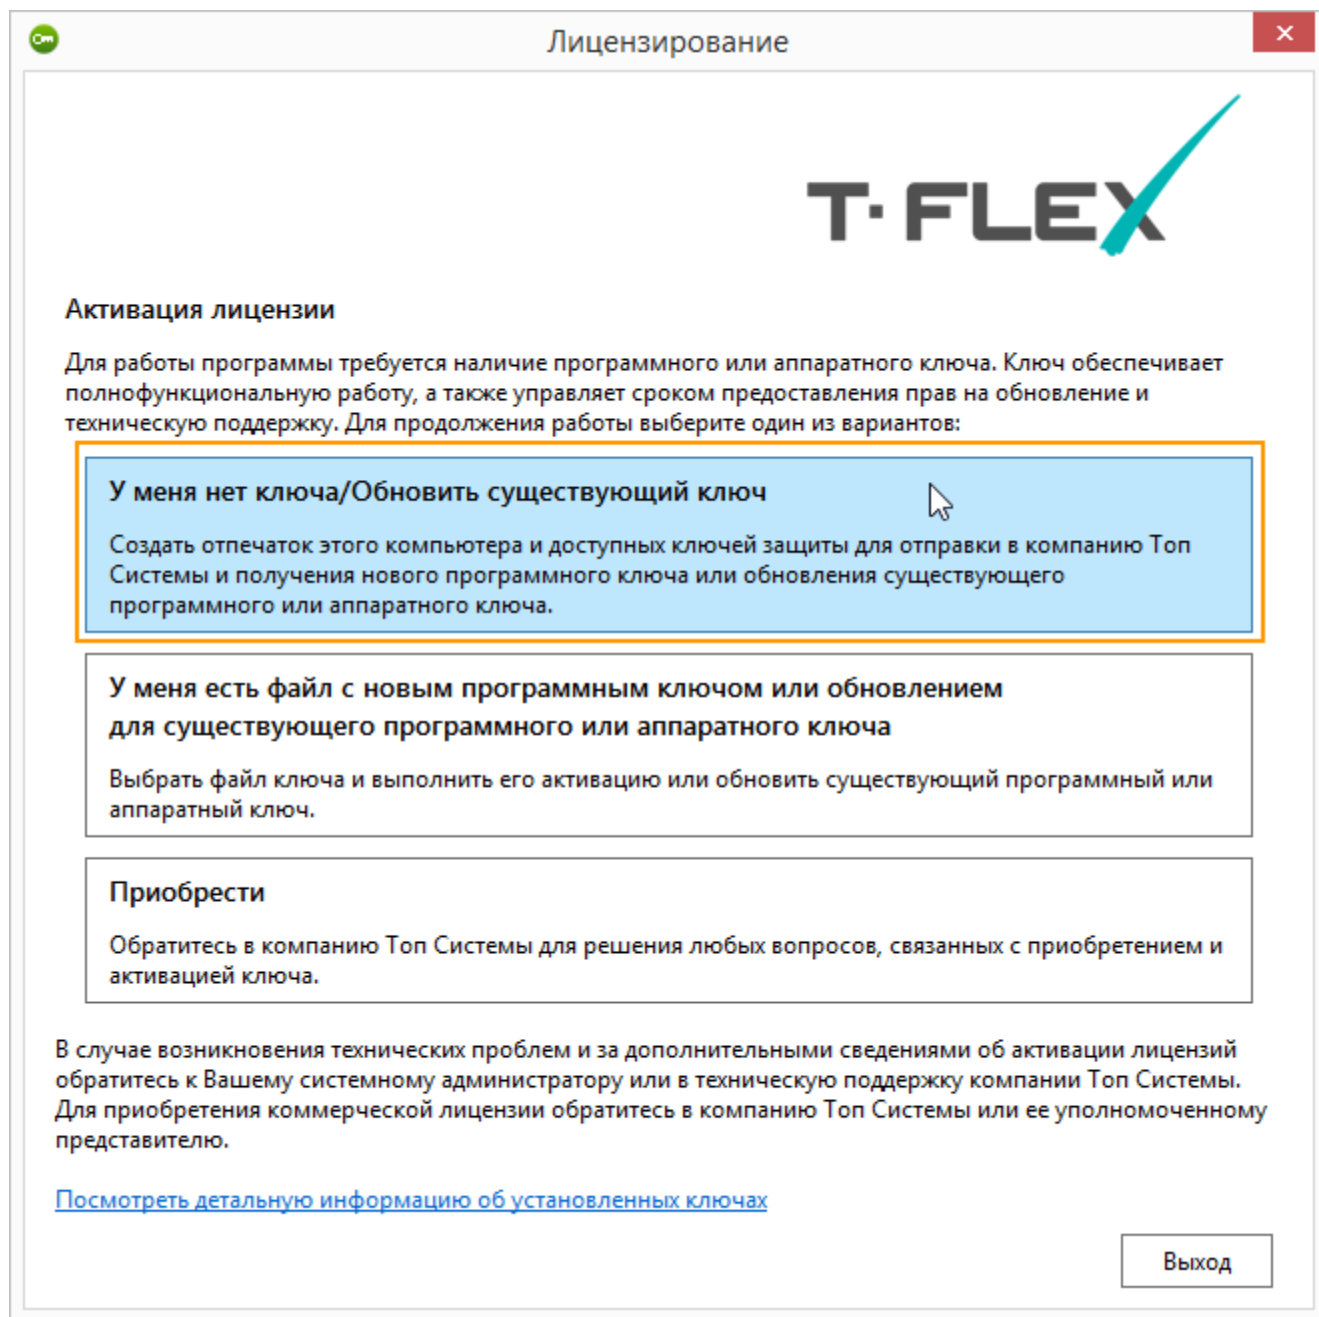 Лицензирование
T·FLEX
Активация лицензии
Для работы программы требуется наличие программного или аппаратного ключа. Ключ обеспечивает
полнофункциональную работу, а также управляет сроком предоставления прав на обновление и
техническую поддержку. Для продолжения работы выберите один из вариантов:
У меня нет ключа/Обновить существующий ключ
Создать отпечаток этого компьютера и доступных ключей защиты для отправки в компанию Топ
Системы и получения нового программного ключа или обновления существующего
программного или аппаратного ключа.
У меня есть файл с новым программным ключом или обновлением
для существующего программного или аппаратного ключа
Выбрать файл ключа и выполнить его активацию или обновить существующий программный или
аппаратный ключ.
Приобрести
Обратитесь в компанию Топ Системы для решения любых вопросов, связанных с приобретением и
активацией ключа.
В случае возникновения технических проблем и за дополнительными сведениями об активации лицензий
обратитесь к Вашему системному администратору или в техническую поддержку компании Топ Системы.
Для приобретения коммерческой лицензии обратитесь в компанию Топ Системы или ее уполномоченному
представителю.
Посмотреть детальную информацию об установленных ключах
Выход